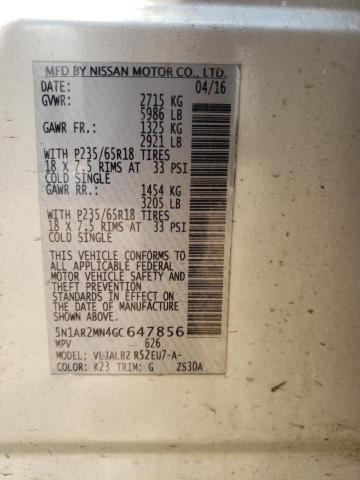 MFD BY NISSAN MOTOR CO., LTD.
DATE: 04/16
GVWR: 2715 KG
5986 LB
GAWR FR.: 1325 KG
2921 LB
WITH P235/65R18 TIRES
18 X 7.5 RIMS AT 33 PSI
COLD SINGLE
GAWR RR.: 1454 KG
3205 LB
WITH P235/65R18 TIRES
18 X 7.5 RIMS AT 33 PSI
COLD SINGLE
THIS VEHICLE CONFORMS TO ALL
APPLICABLE FEDERAL
MOTOR VEHICLE SAFETY
AND THEFT PREVENTION
STANDARDS IN EFFECT ON
THE DATE OF MANUFACTURE
SHOWN ABOVE.
5N1AR2MN4GC647856
MPV 626
MODEL: R52EU7-A-
COLOR: K23 TRIM: G ZS30A